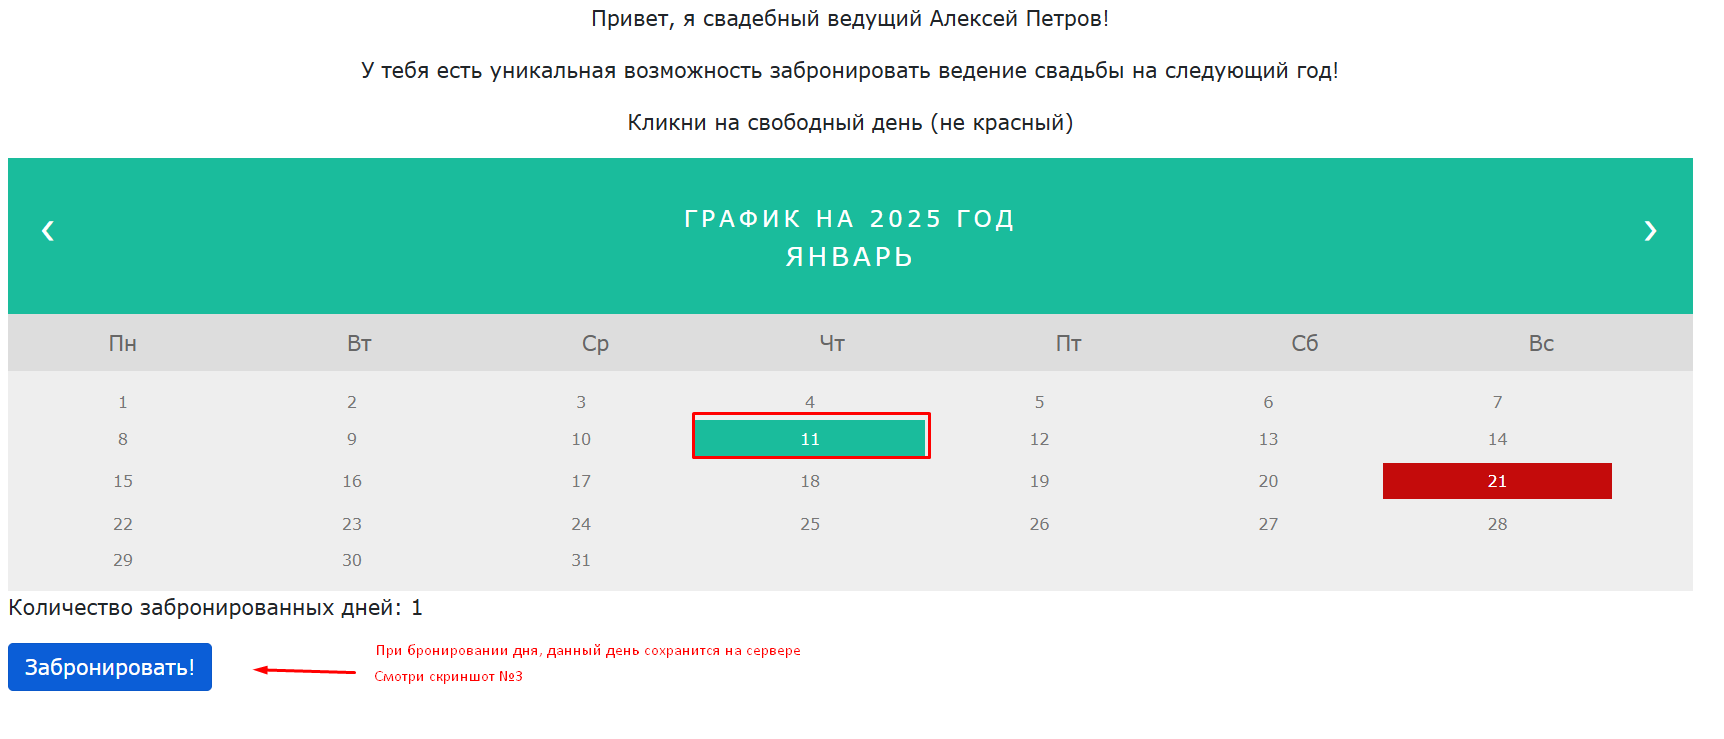 Привет, я свадебный ведущий Алексей Петров!
У тебя есть уникальная возможность забронировать ведение свадьбы на следующий год!
Кликни на свободный день (не красный)
❮ ГРАФИК НА 2025 ГОД ❯
ЯНВАРЬ
Пн Вт Ср Чт Пт Сб Вс
1 2 3 4 5 6 7
8 9 10 11 12 13 14
15 16 17 18 19 20 21
22 23 24 25 26 27 28
29 30 31
Количество забронированных дней: 1
При бронировании дня, данный день сохранится на сервере
Забронировать!
Смотри скриншот №3